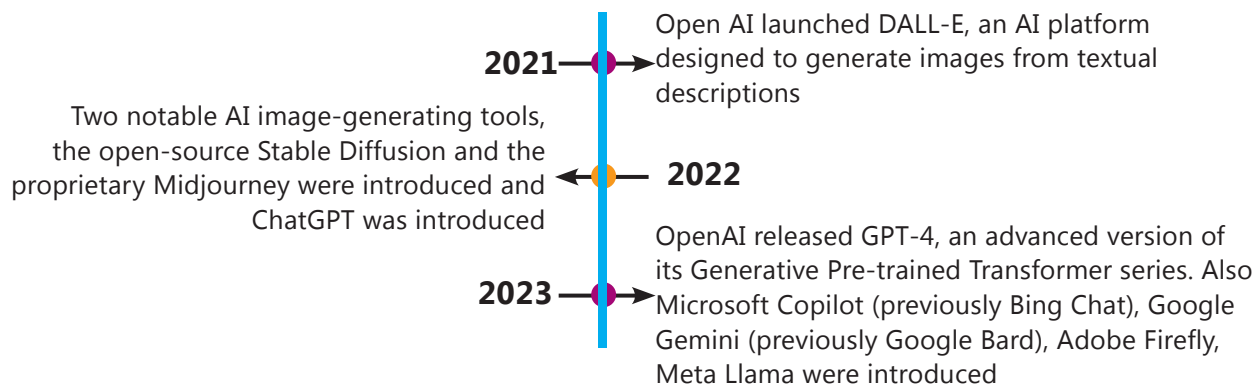 Open AI launched DALL-E, an AI platform
2021
designed to generate images from textual
descriptions
Two notable AI image-generating tools,
the open-source Stable Diffusion and the
proprietary Midjourney were introduced and
ChatGPT was introduced
2022
OpenAI released GPT-4, an advanced version of
its Generative Pre-trained Transformer series. Also
2023
Microsoft Copilot (previously Bing Chat), Google
Gemini (previously Google Bard), Adobe Firefly,
Meta Llama were introduced